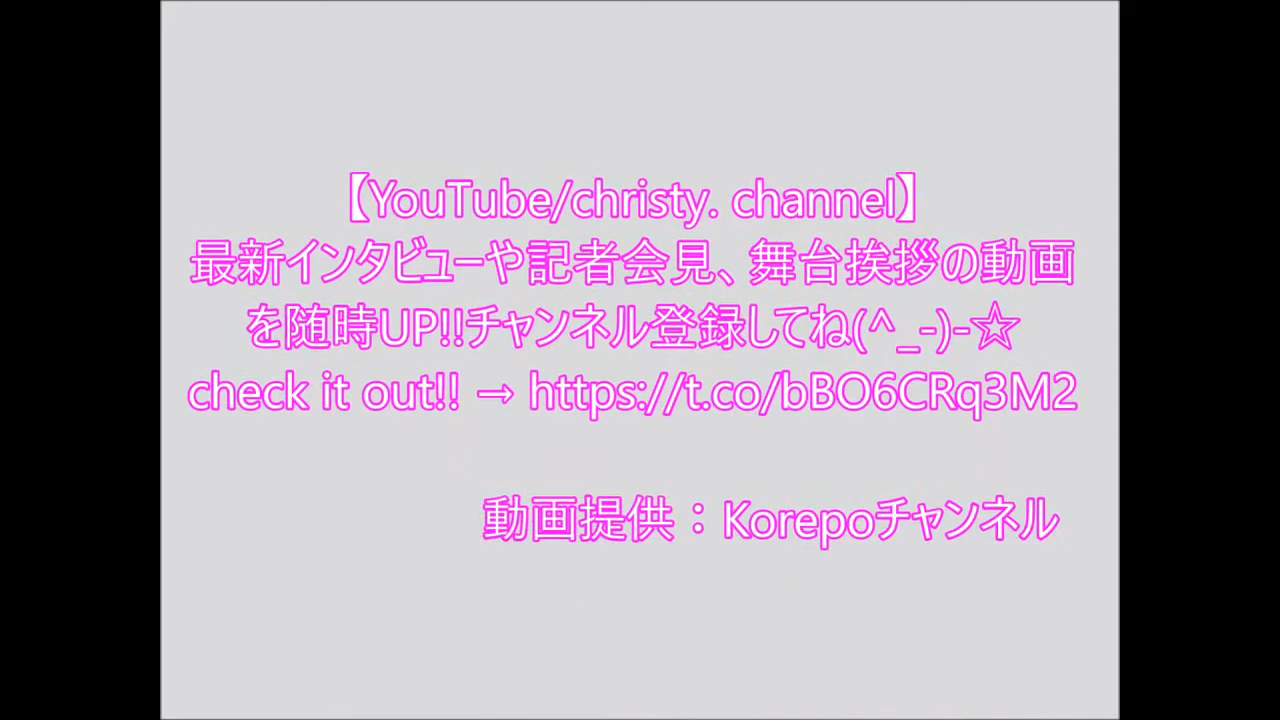 【YouTube/christy. channel】
最新インタビューや記者会見、舞台挨拶の動画
を随時UP!!チャンネル登録してね(^_-)-☆
check it out!! → https://t.co/bBO6CRq3M2
動画提供：Korepoチャンネル